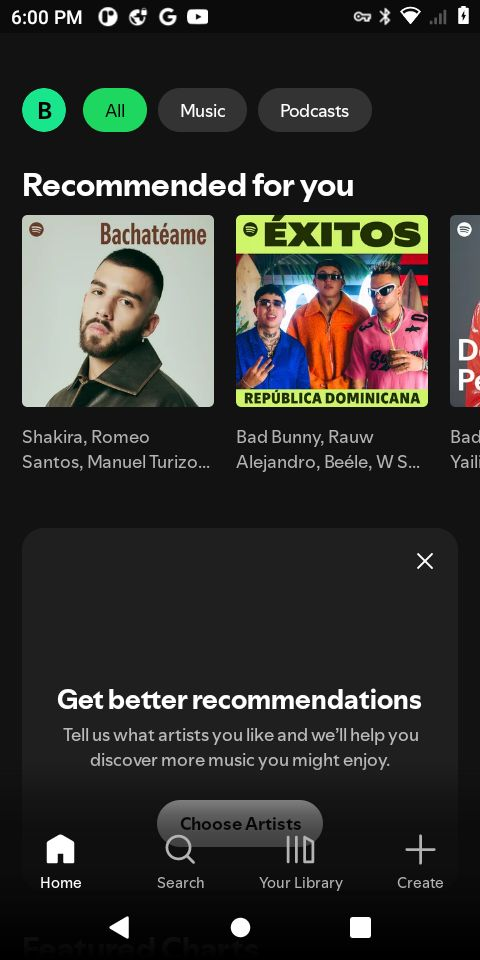 6:00 PM
B
All
Music
Podcasts
Recommended for you
Bachatéame
ÉXITOS
REPÚBLICA DOMINICANA
D
Pe
Shakira, Romeo
Santos, Manuel Turizo...
Bad Bunny, Rauw
Alejandro, Beéle, W S...
Bad
Yaili
Get better recommendations
Tell us what artists you like and we'll help you
discover more music you might enjoy.
Choose Artists
Home
Search
Your Library
Create
Featured Charts